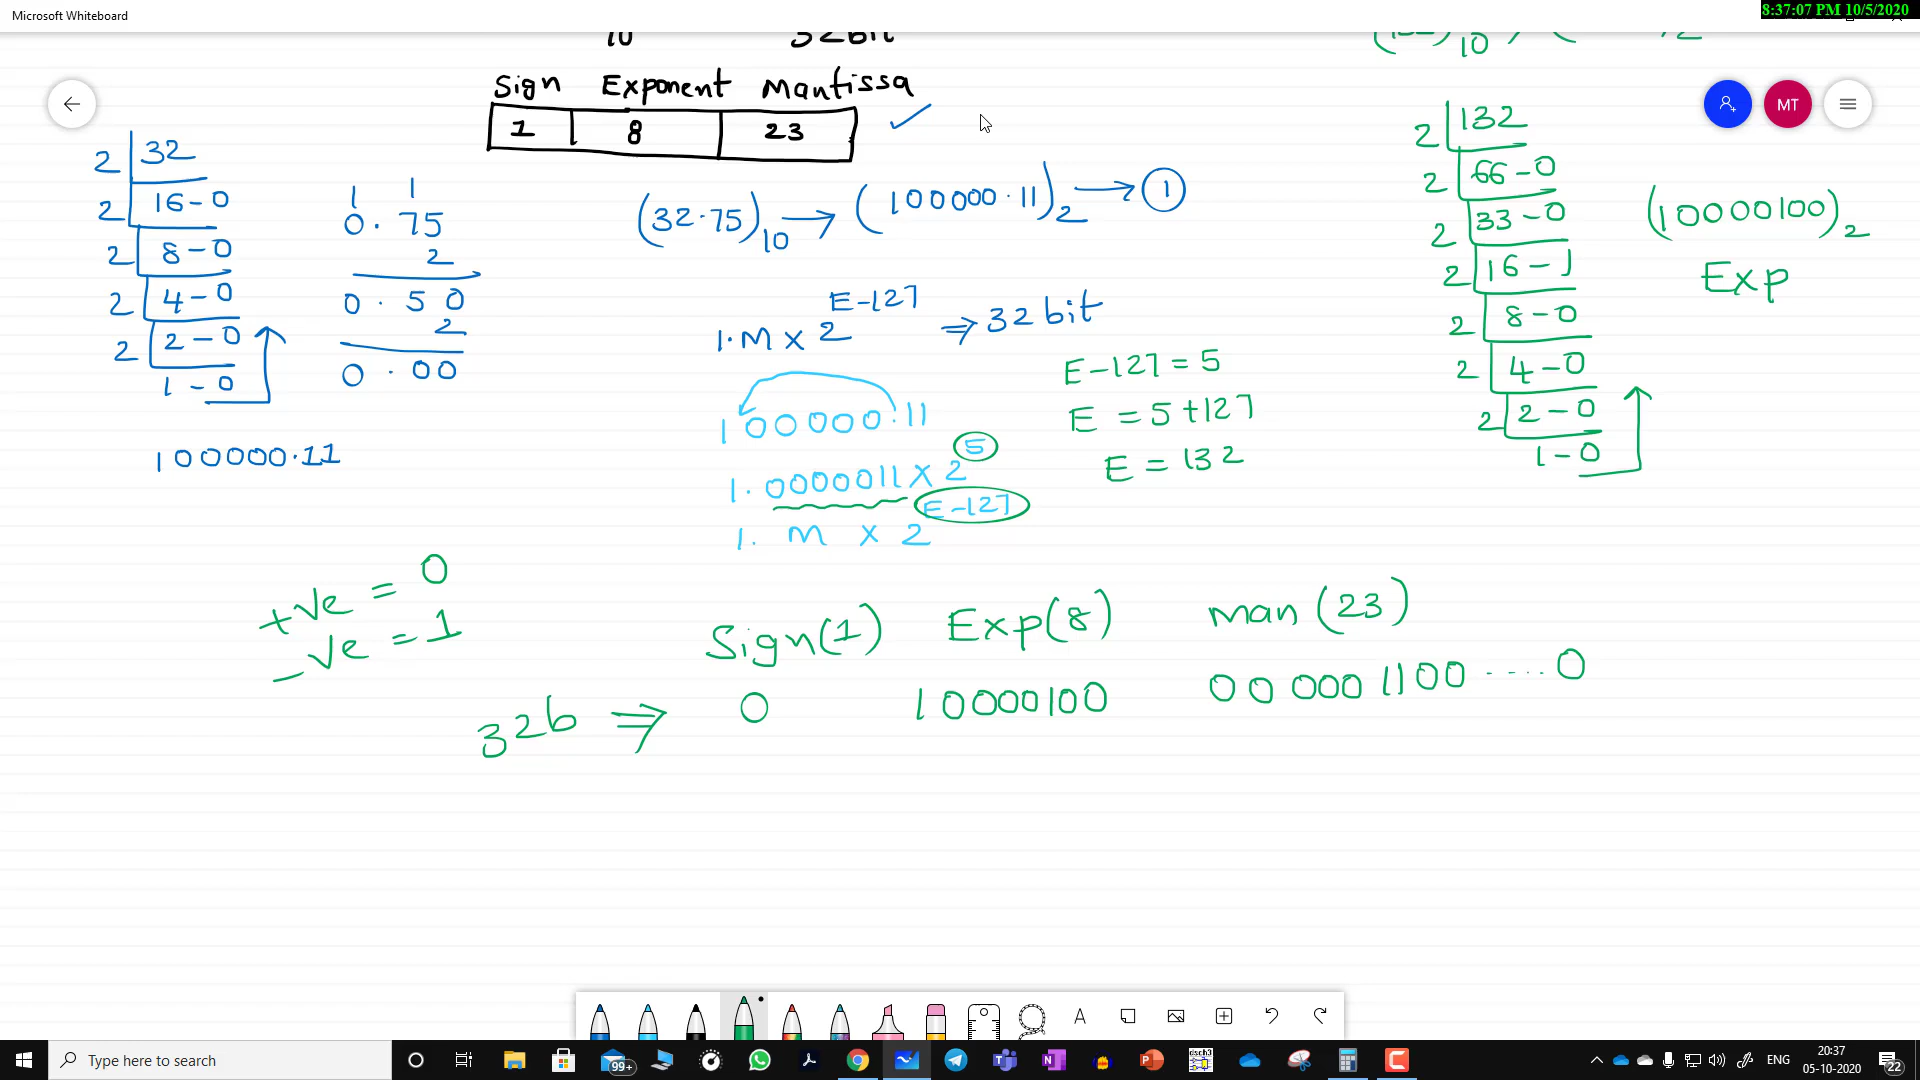 Microsoft Whiteboard
8:37:07 PM 10/5/2020
10 32bit
Sign Exponent Mantissa
1 8 23
MT
2 32
2 16-0
2 8-0
2 4-0
2 2-0
1-0
100000.11
1 1
0.75
2
0.50
2
0.00
(32.75)10 → (100000.11)2 → 1
1.M x 2 E-127 ⇒ 32 bit
100000.11
1.0000011 x 2 5
1. M x 2 E-127
E-127 = 5
E = 5+127
E = 132
2 132
2 66-0
2 33-0
2 16-1
2 8-0
2 4-0
2 2-0
1-0
(10000100)2
Exp
+ve = 0
-ve = 1
Sign(1) Exp(8) man(23)
32b ⇒ 0 10000100 00 000 1100 ......0
Type here to search
99+
ENG
20:37
05-10-2020
22